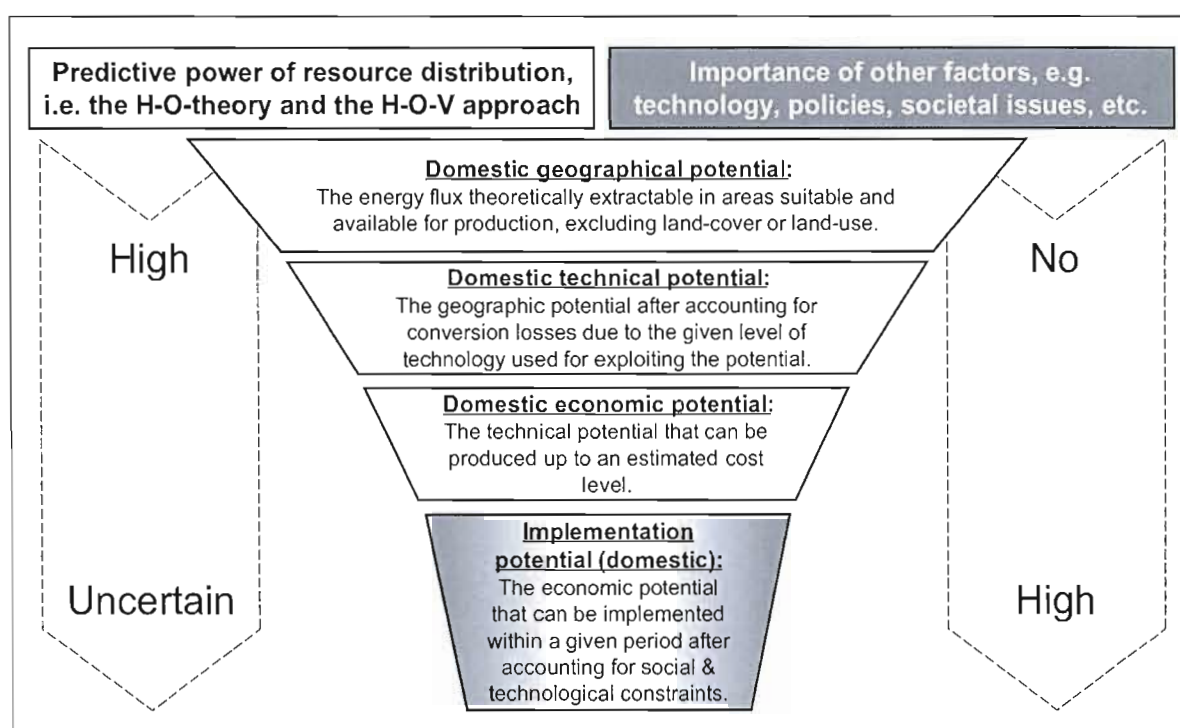 Predictive power of resource distribution,
i.e. the H-O-theory and the H-O-V approach
Importance of other factors, e.g.
technology, policies, societal issues, etc.
Domestic geographical potential:
The energy flux theoretically extractable in areas suitable and
available for production, excluding land-cover or land-use.
High
No
Domestic technical potential:
The geographic potential after accounting for
conversion losses due to the given level of
technology used for exploiting the potential.
Domestic economic potential:
The technical potential that can be
produced up to an estimated cost
level.
Implementation
potential (domestic):
The economic potential
that can be implemented
within a given period after
accounting for social &
technological constraints.
Uncertain
High